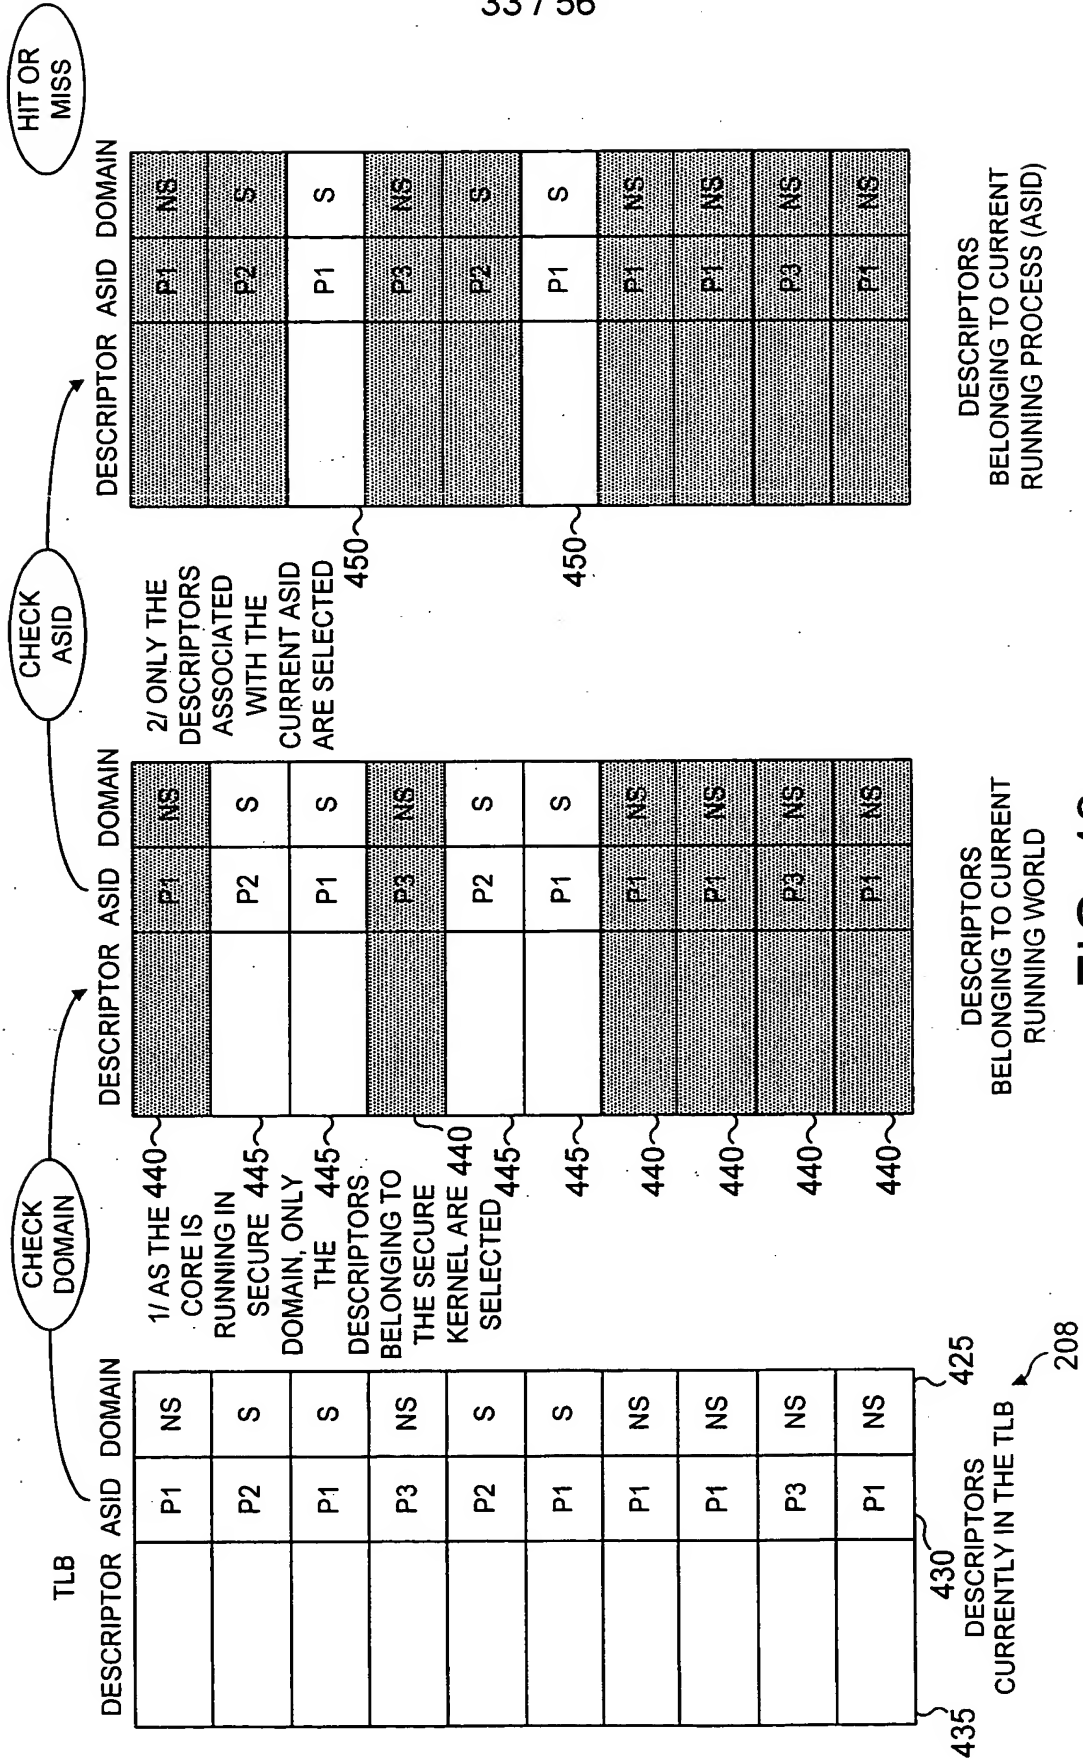 33 / 56
CHECK
DOMAIN
CHECK
ASID
HIT OR
MISS
TLB
DESCRIPTOR ASID DOMAIN
P1 NS
P2 S
P1 S
P3 NS
P2 S
P1 S
P1 NS
P1 NS
P3 NS
P1 NS
435
430
425
DESCRIPTORS
CURRENTLY IN THE TLB
208
1/ AS THE
CORE IS
RUNNING IN
SECURE
DOMAIN, ONLY
THE
DESCRIPTORS
BELONGING TO
THE SECURE
KERNEL ARE
SELECTED
440
445
445
440
445
445
440
440
440
440
DESCRIPTOR ASID DOMAIN
P1 NS
P2 S
P1 S
P3 NS
P2 S
P1 S
P1 NS
P1 NS
P3 NS
P1 NS
DESCRIPTORS
BELONGING TO CURRENT
RUNNING WORLD
2/ ONLY THE
DESCRIPTORS
ASSOCIATED
WITH THE
CURRENT ASID
ARE SELECTED
450
450
DESCRIPTOR ASID DOMAIN
P1 NS
P2 S
P1 S
P3 NS
P2 S
P1 S
P1 NS
P1 NS
P3 NS
P1 NS
DESCRIPTORS
BELONGING TO CURRENT
RUNNING PROCESS (ASID)